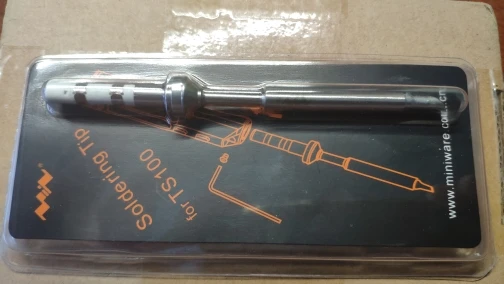 Soldering Tip
for TS100
www.miniware.com.cn